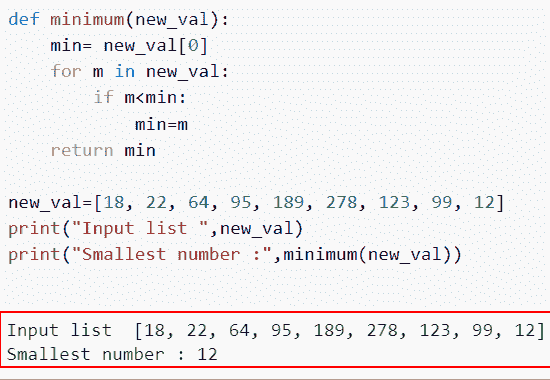 def minimum(new_val):
    min= new_val[0]
    for m in new_val:
        if m<min:
            min=m
    return min
new_val=[18, 22, 64, 95, 189, 278, 123, 99, 12]
print("Input list ",new_val)
print("Smallest number :",minimum(new_val))
Input list  [18, 22, 64, 95, 189, 278, 123, 99, 12]
Smallest number : 12